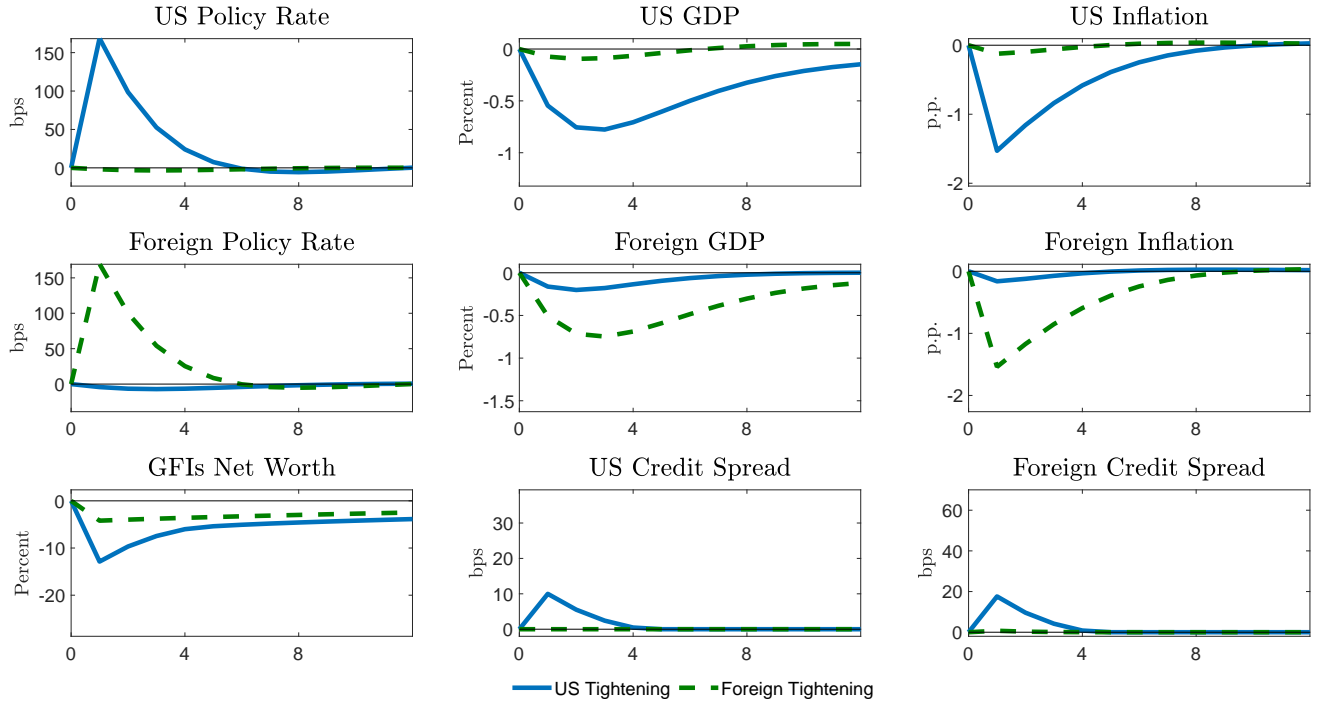 US Policy Rate
bps
150
100
50
0
0 4 8
US GDP
Percent
0
-0.5
-1
0 4 8
US Inflation
p.p.
0
-1
-2
0 4 8
Foreign Policy Rate
bps
150
100
50
0
0 4 8
Foreign GDP
Percent
0
-0.5
-1
-1.5
0 4 8
Foreign Inflation
p.p.
0
-1
-2
0 4 8
GFIs Net Worth
Percent
0
-10
-20
0 4 8
US Credit Spread
bps
30
20
10
0
0 4 8
Foreign Credit Spread
bps
60
40
20
0
0 4 8
US Tightening Foreign Tightening